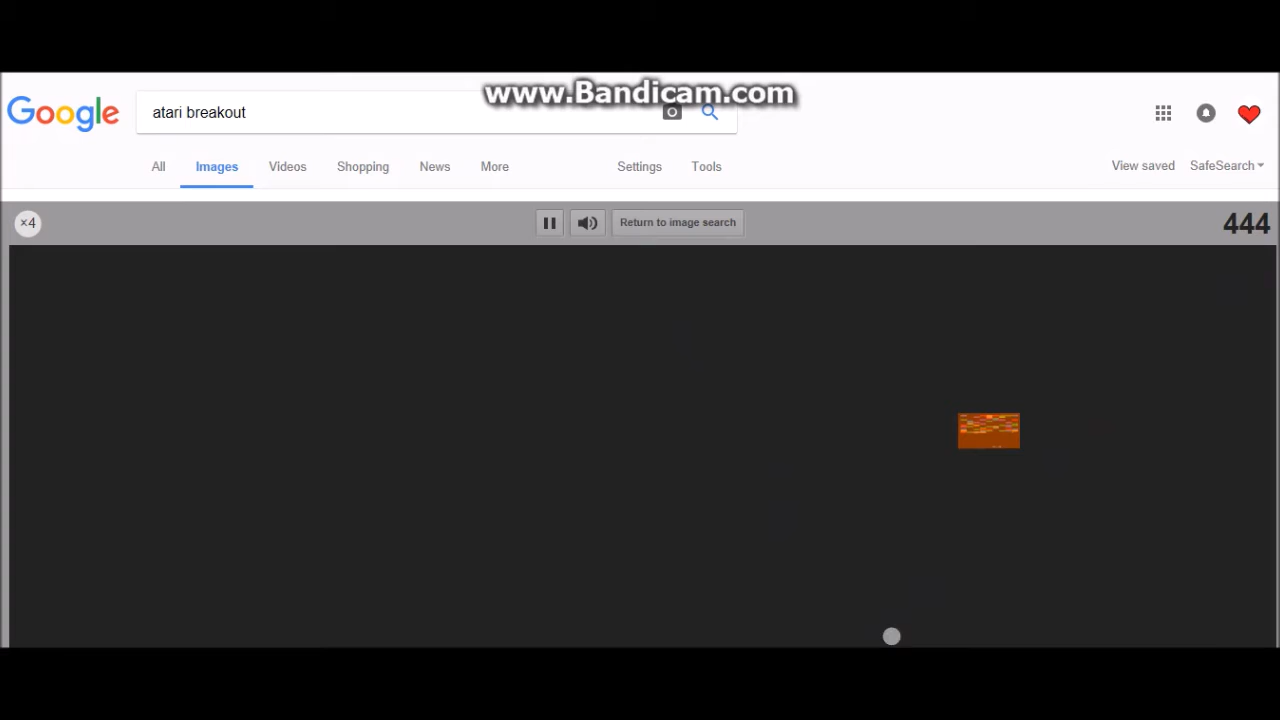 www.Bandicam.com
Google
atari breakout
All Images Videos Shopping News More Settings Tools View saved SafeSearch
×4 Return to image search 444